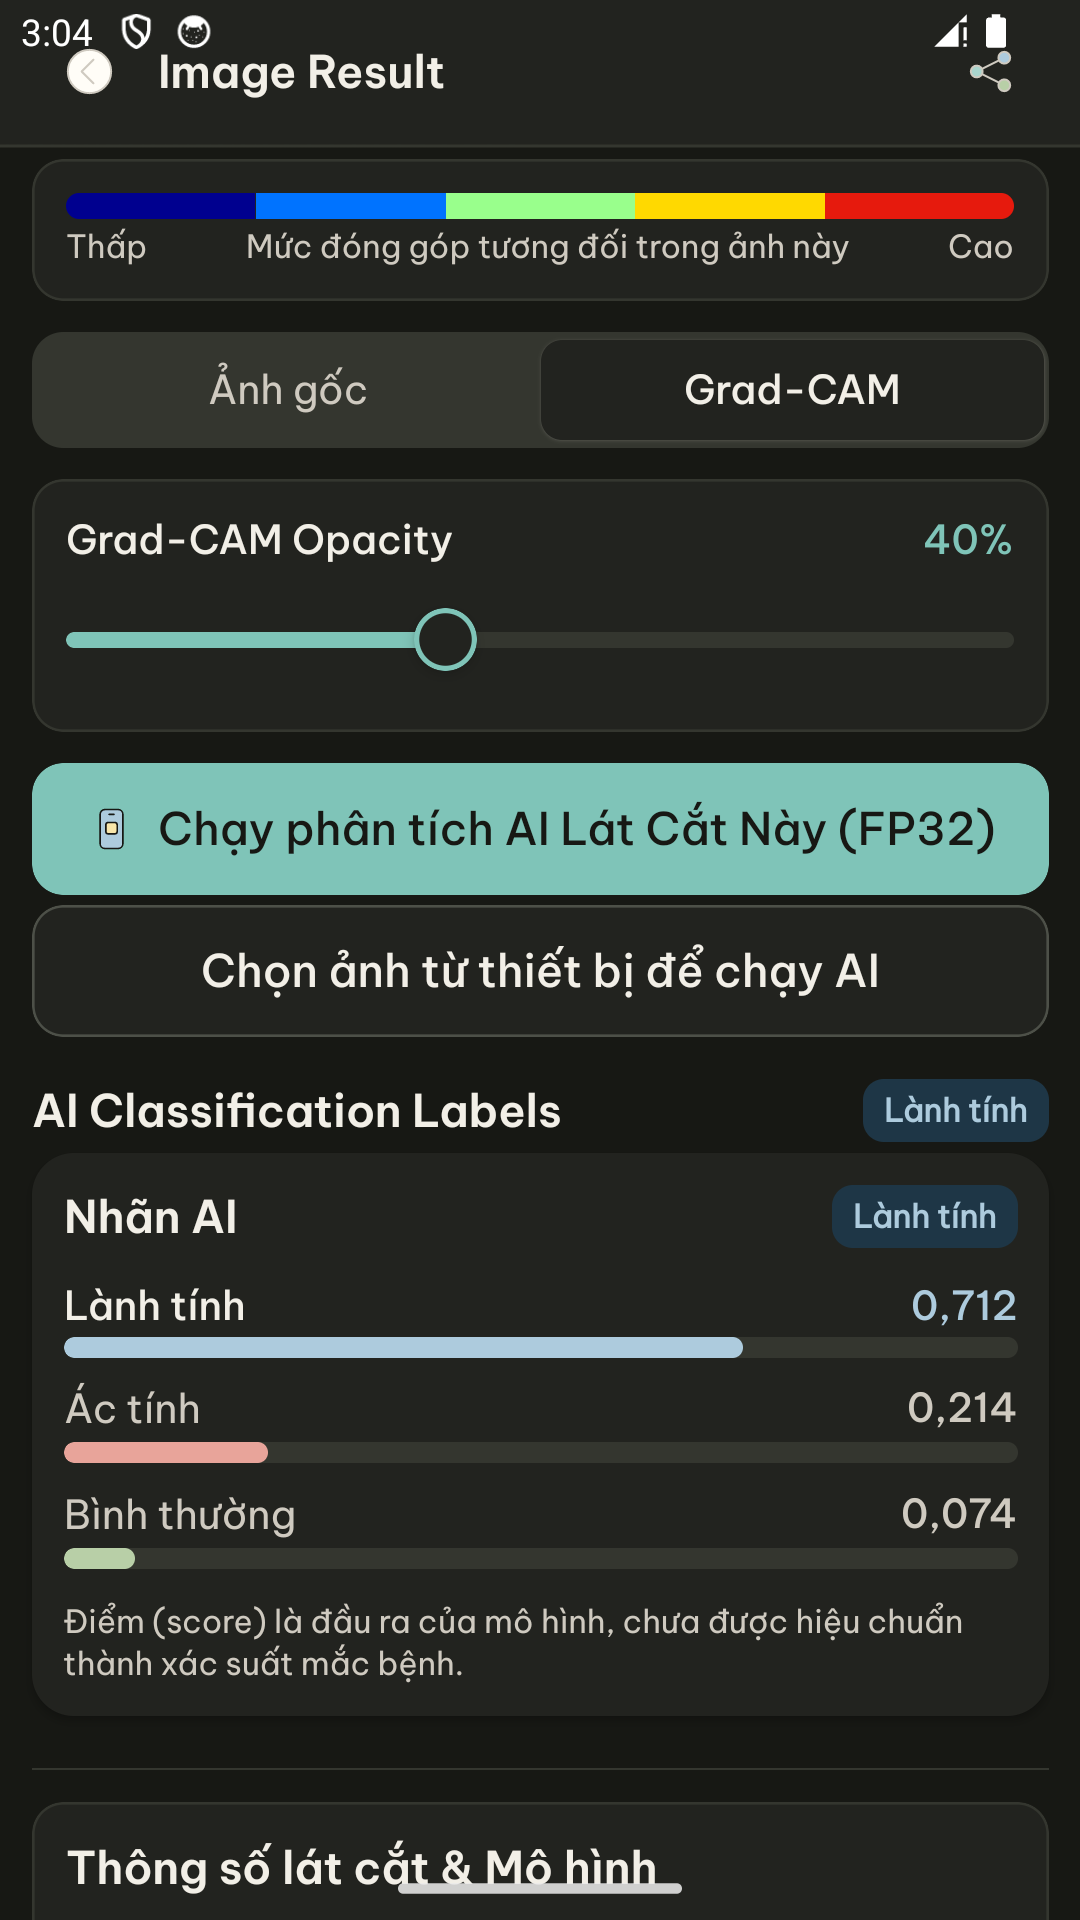 3:04
Image Result
Thấp Mức đóng góp tương đối trong ảnh này Cao
Ảnh gốc Grad-CAM
Grad-CAM Opacity 40%
Chạy phân tích AI Lát Cắt Này (FP32)
Chọn ảnh từ thiết bị để chạy AI
AI Classification Labels Lành tính
Nhãn AI Lành tính
Lành tính 0,712
Ác tính 0,214
Bình thường 0,074
Điểm (score) là đầu ra của mô hình, chưa được hiệu chuẩn
thành xác suất mắc bệnh.
Thông số lát cắt & Mô hình